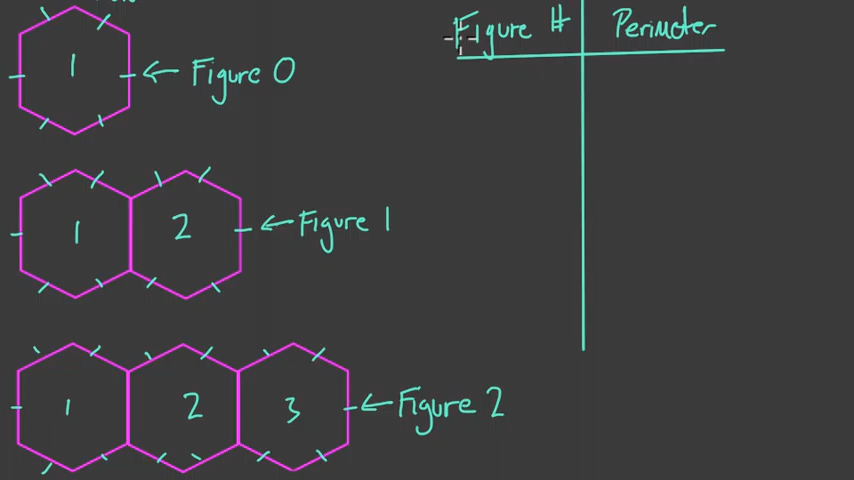 Figure # Perimeter
1
← Figure 0
1 2
← Figure 1
1 2 3
← Figure 2